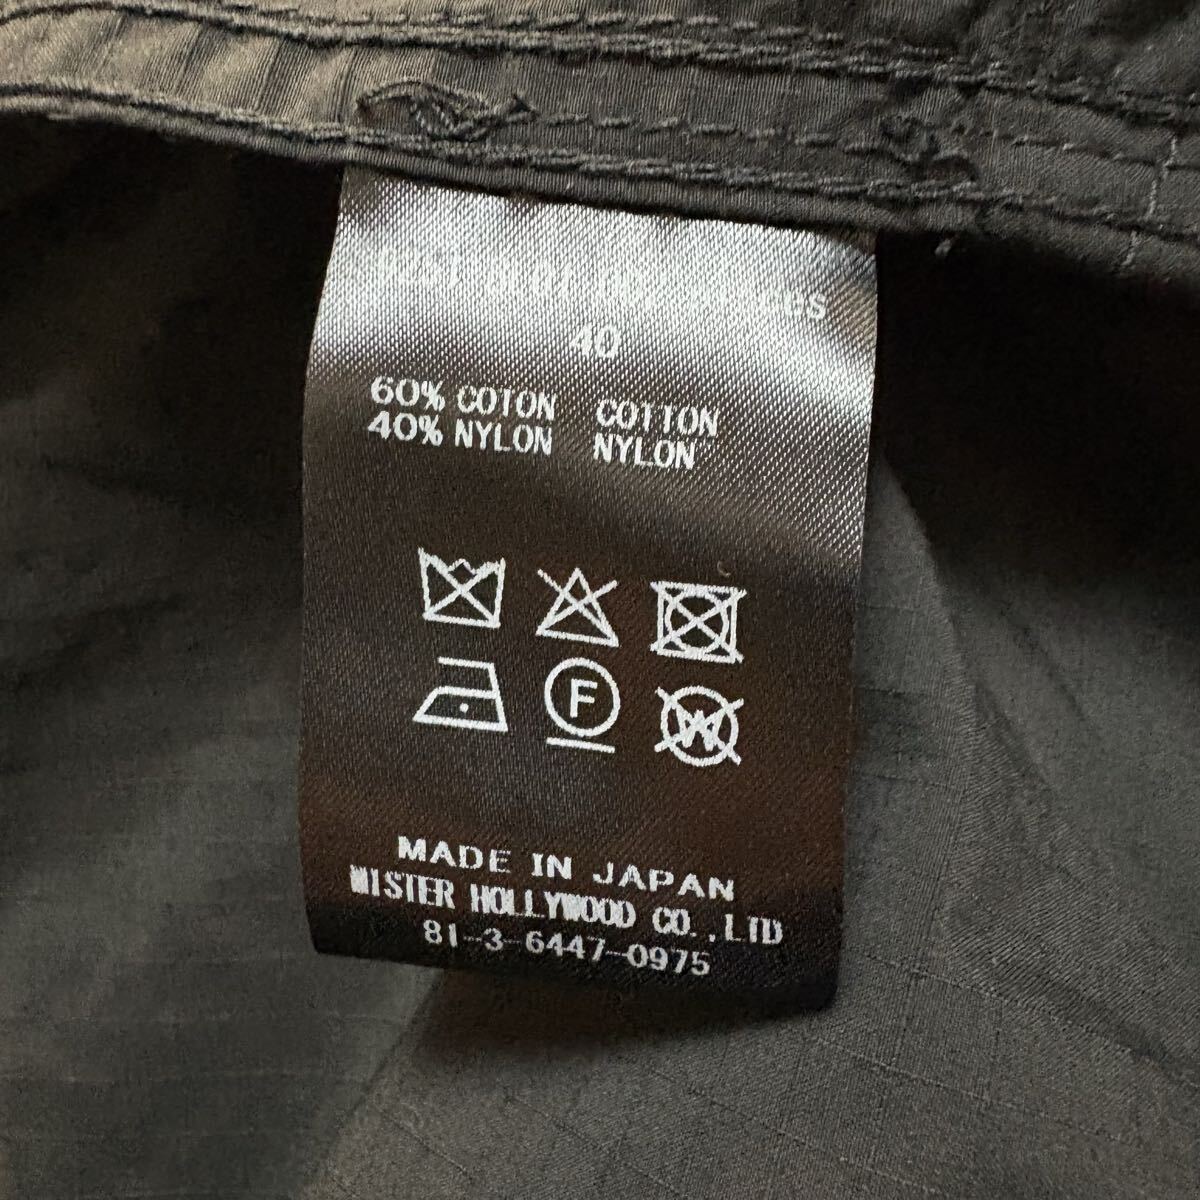 40
60% COTON COTTON
40% NYLON NYLON
F
W
MADE IN JAPAN
MISTER HOLLYWOOD CO.,LTD
81-3-6447-0975